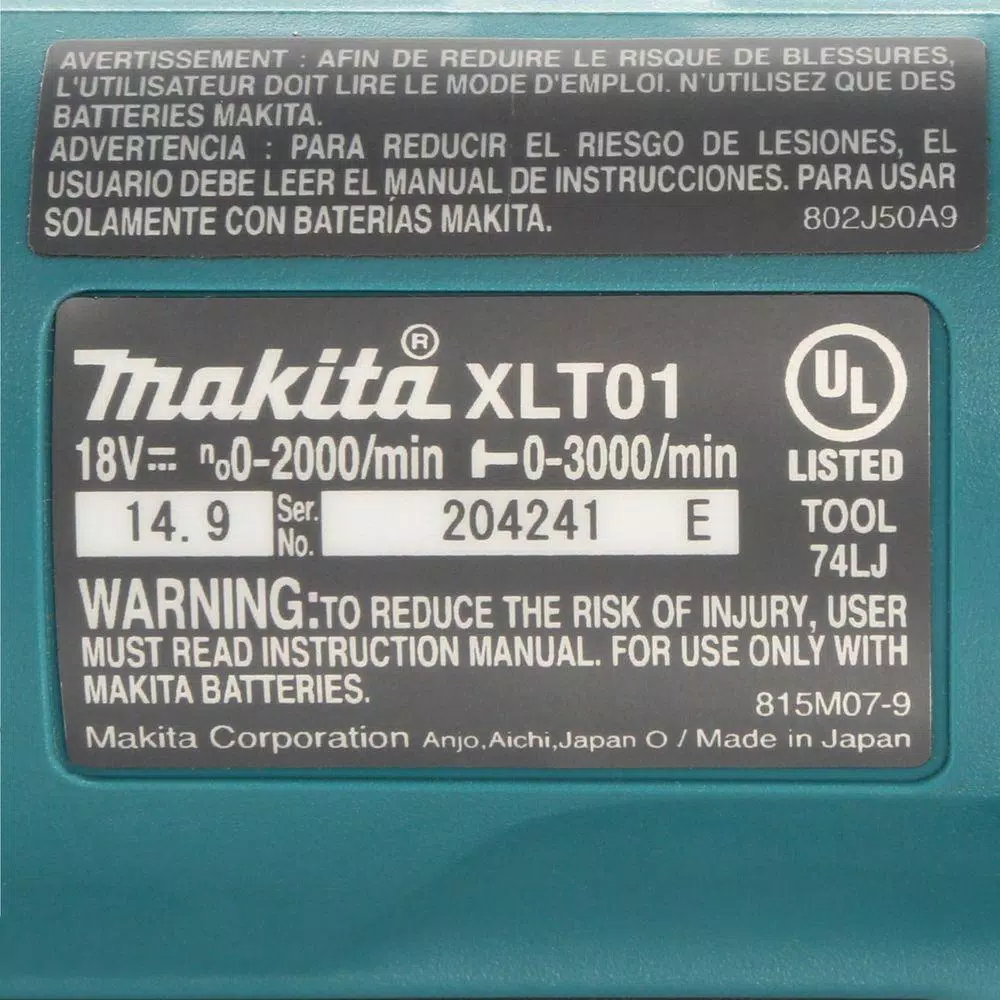 AVERTISSEMENT : AFIN DE REDUIRE LE RISQUE DE BLESSURES,
L'UTILISATEUR DOIT LIRE LE MODE D'EMPLOI. N'UTILISEZ QUE DES
BATTERIES MAKITA.
ADVERTENCIA : PARA REDUCIR EL RIESGO DE LESIONES, EL
USUARIO DEBE LEER EL MANUAL DE INSTRUCCIONES. PARA USAR
SOLAMENTE CON BATERÍAS MAKITA. 802J50A9
makita® XLT01
UL
18V⎓ n₀0-2000/min 0-3000/min LISTED
14. 9 Ser. No. 204241 E TOOL
74LJ
WARNING:TO REDUCE THE RISK OF INJURY, USER
MUST READ INSTRUCTION MANUAL. FOR USE ONLY WITH
MAKITA BATTERIES. 815M07-9
Makita Corporation Anjo,Aichi,Japan O / Made in Japan